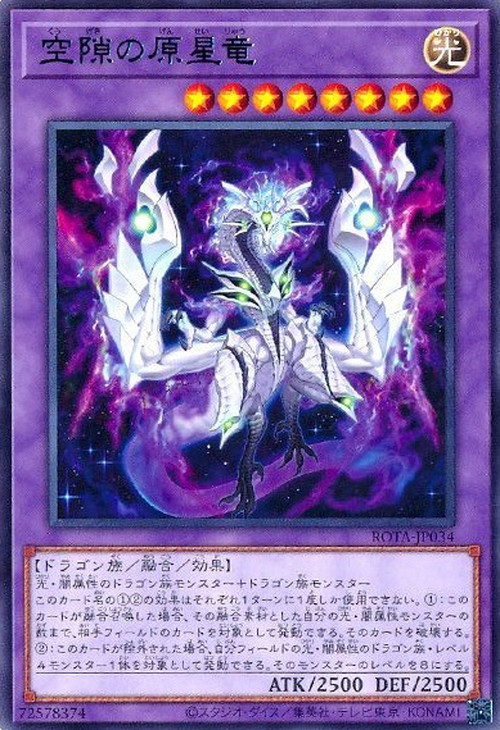 空隙の原星竜
光
ROTA-JP034
【ドラゴン族／融合／効果】
光・闇属性のドラゴン族モンスター＋ドラゴン族モンスター
このカード名の①②の効果はそれぞれ1ターンに1度しか使用できない。①：この
カードが融合召喚した場合、その融合素材とした自分の光・闇属性モンスターの
数まで、相手フィールドのカードを対象として発動できる。そのカードを破壊する。
②：このカードが除外された場合、自分フィールドの光・闇属性のドラゴン族・レベル
4モンスター1体を対象として発動できる。そのモンスターのレベルを8にする。
ATK/2500 DEF/2500
72578374 ©スタジオ・ダイス／集英社・テレビ東京・KONAMI